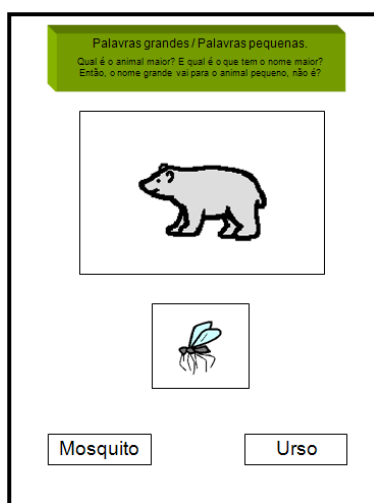 Palavras grandes / Palavras pequenas.
Qual é o animal maior? E qual é o que tem o nome maior?
Então, o nome grande vai para o animal pequeno, não é?
Mosquito
Urso